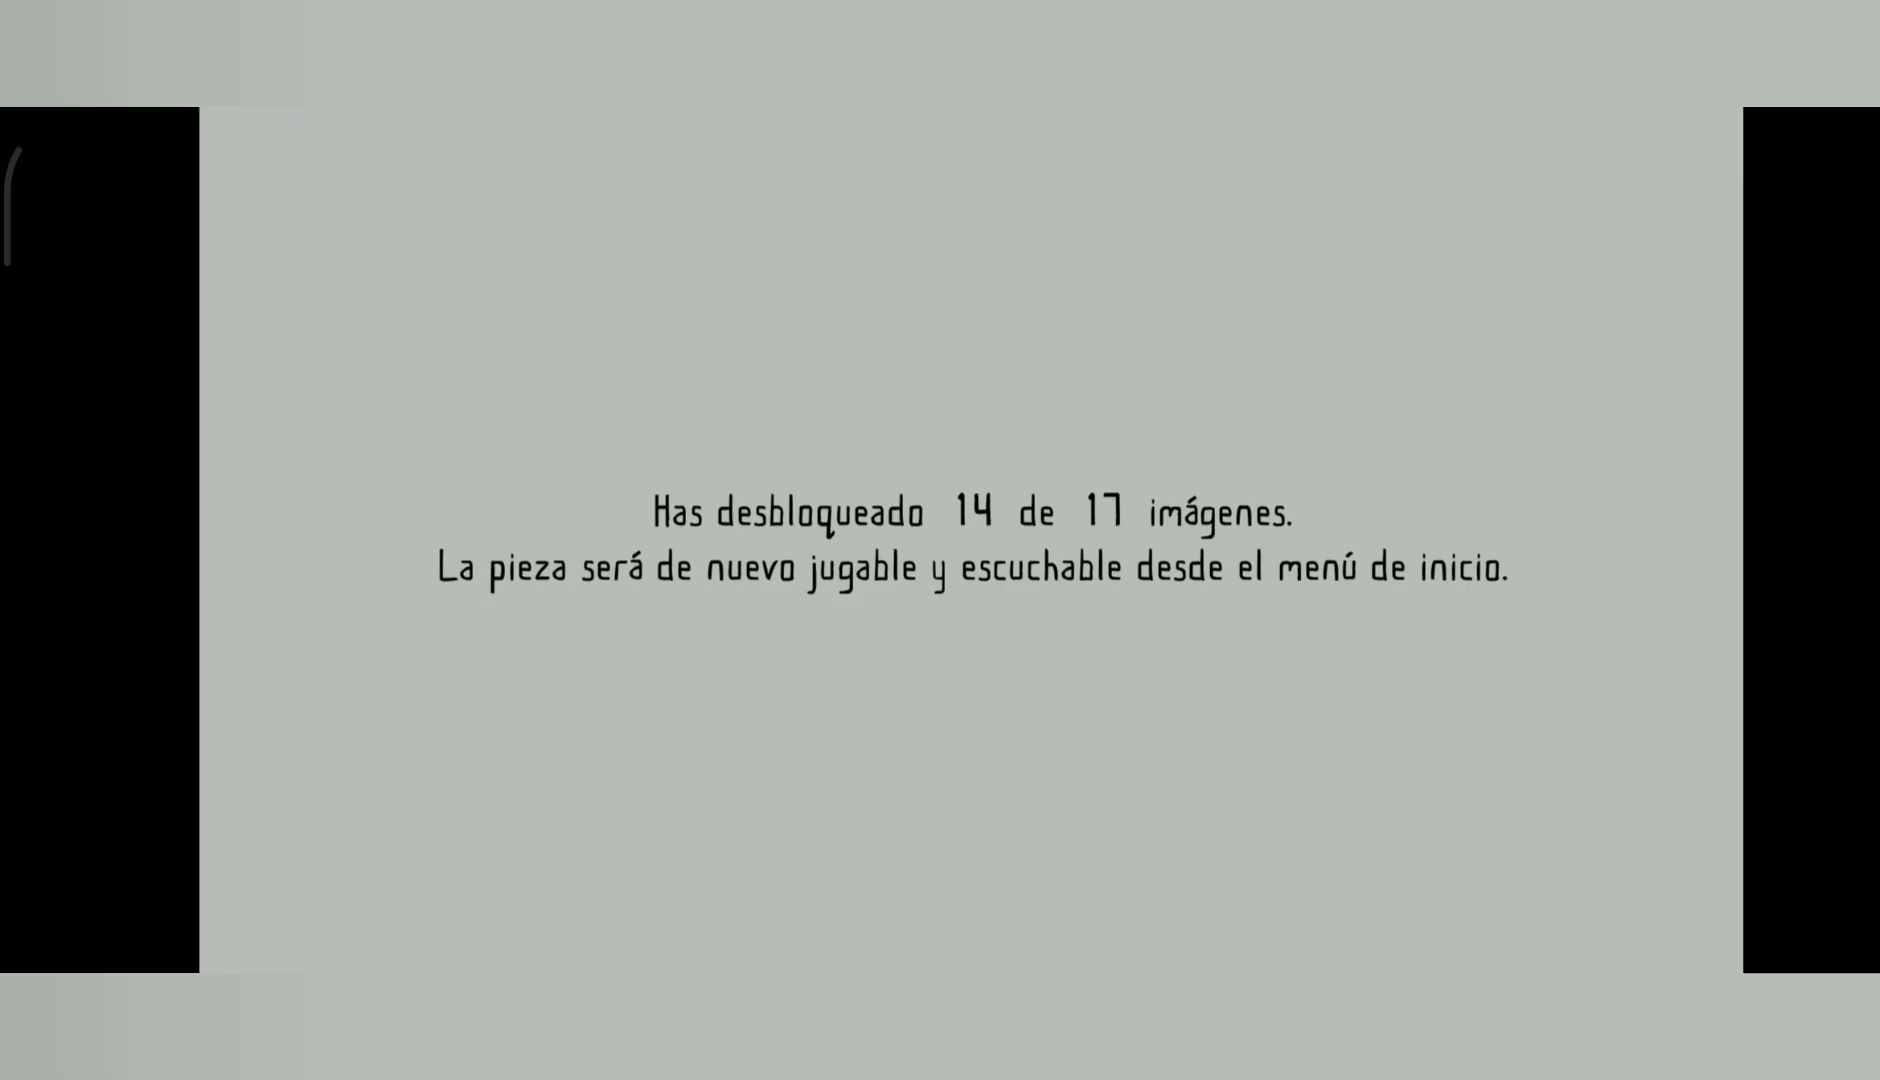 Has desbloqueado 14 de 17 imágenes.
La pieza será de nuevo jugable y escuchable desde el menú de inicio.